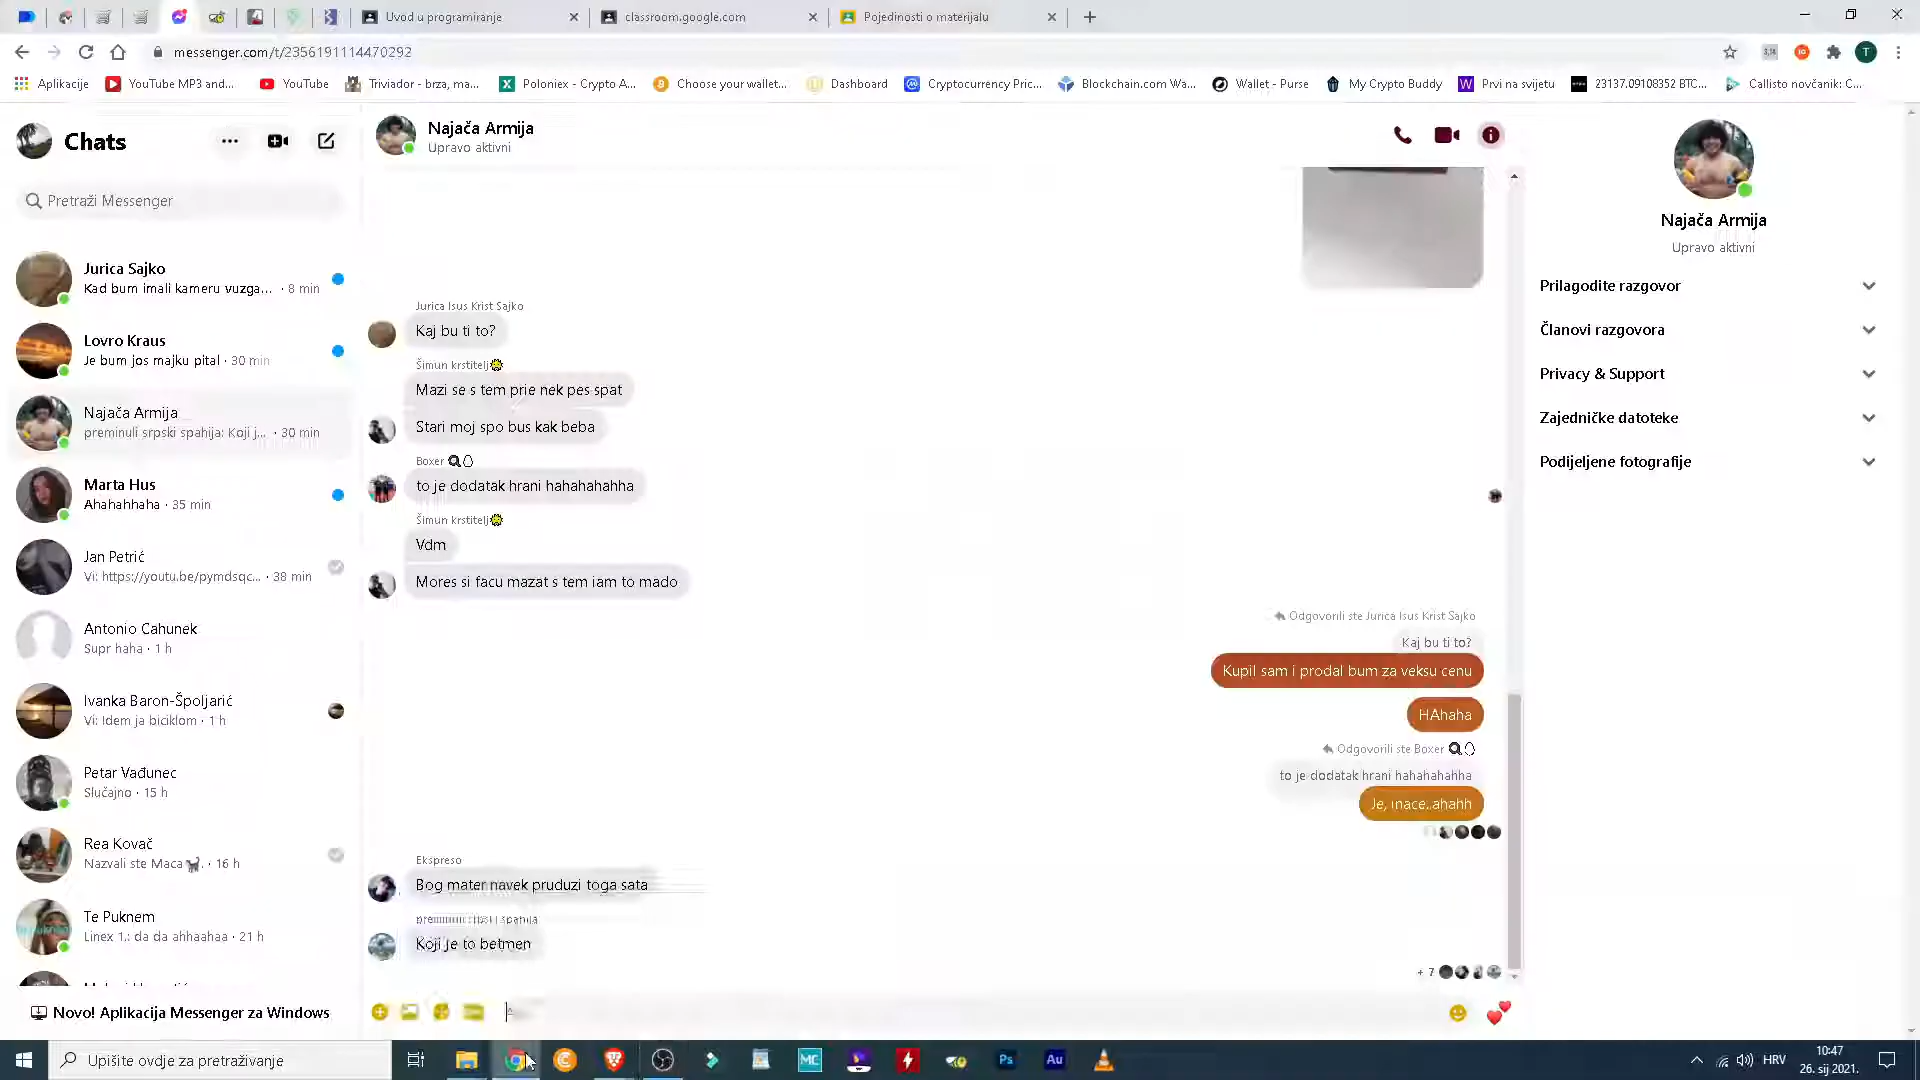 Uvod u programiranje
classroom.google.com
Pojedinosti o materijalu
messenger.com/t/2356191114470292
Aplikacije
YouTube MP3 and...
YouTube
Triviador - brza, ma...
Poloniex - Crypto A...
Choose your wallet...
Dashboard
Cryptocurrency Pric...
Blockchain.com Wa...
Wallet - Purse
My Crypto Buddy
Prvi na svijetu
23137.09108352 BTC...
Callisto novčanik: C...
Chats
Pretraži Messenger
Jurica Sajko
Kad bum imali kameru vuzga... · 8 min
Lovro Kraus
Je bum jos majku pital · 30 min
Najača Armija
preminuli srpski spahija: Koji j... · 30 min
Marta Hus
Ahahahhaha · 35 min
Jan Petrić
Vi: https://youtu.be/pymdsqc... · 38 min
Antonio Cahunek
Supr haha · 1 h
Ivanka Baron-Špoljarić
Vi: Idem ja biciklom · 1 h
Petar Vađunec
Slučajno · 15 h
Rea Kovač
Nazvali ste Maca🐈. · 16 h
Te Puknem
Linex 1.: da da ahhaahaa · 21 h
Novo! Aplikacija Messenger za Windows
Najača Armija
Upravo aktivni
Jurica Isus Krist Sajko
Kaj bu ti to?
Šimun krstitelj
Mazi se s tem prie nek pes spat
Stari moj spo bus kak beba
Boxer
to je dodatak hrani hahahahahha
Šimun krstitelj
Vdm
Mores si facu mazat s tem iam to mado
Odgovorili ste Jurica Isus Krist Sajko
Kaj bu ti to?
Kupil sam i prodal bum za veksu cenu
HAhaha
Odgovorili ste Boxer
to je dodatak hrani hahahahahha
Je, inace..ahahh
Ekspreso
Bog mater navek pruduzi toga sata
Koji je to betmen
+ 7
Najača Armija
Upravo aktivni
Prilagodite razgovor
Članovi razgovora
Privacy & Support
Zajedničke datoteke
Podijeljene fotografije
Upišite ovdje za pretraživanje
MC
Ps
Au
HRV
10:47
26. sij 2021.